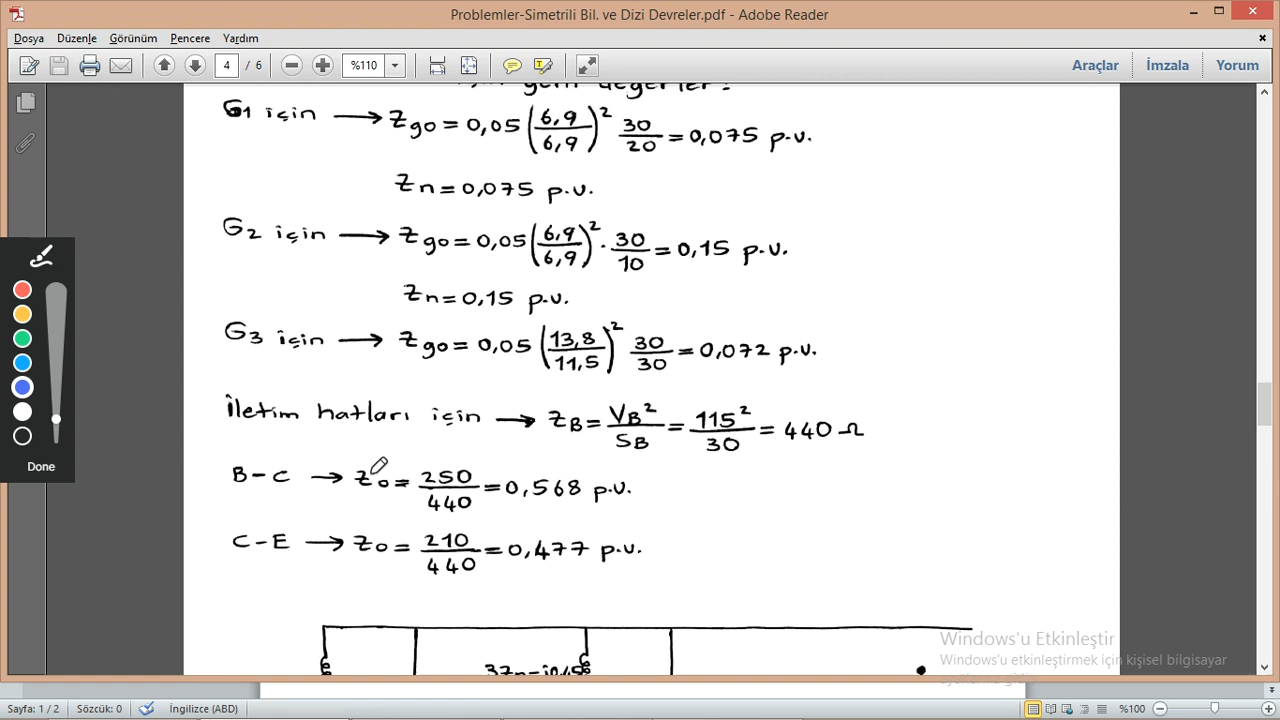 Problemler-Simetrili Bil. ve Dizi Devreler.pdf - Adobe Reader
Dosya Düzenle Görünüm Pencere Yardım
4 / 6 %110 Araçlar İmzala Yorum
için yeni değerler:
G1 için → Zg0 = 0,05 (6,9/6,9)² 30/20 = 0,075 p.u.
Zn = 0,075 p.u.
G2 için → Zg0 = 0,05 (6,9/6,9)² . 30/10 = 0,15 p.u.
Zn = 0,15 p.u.
G3 için → Zg0 = 0,05 (13,8/11,5)² 30/30 = 0,072 p.u.
İletim hatları için → ZB = VB²/SB = 115²/30 = 440 Ω
B-C → Z0 = 250/440 = 0,568 p.u.
C-E → Z0 = 210/440 = 0,477 p.u.
Done
Windows'u Etkinleştir
Windows'u etkinleştirmek için kişisel bilgisayar
Sayfa: 1 / 2 Sözcük: 0 İngilizce (ABD) %100